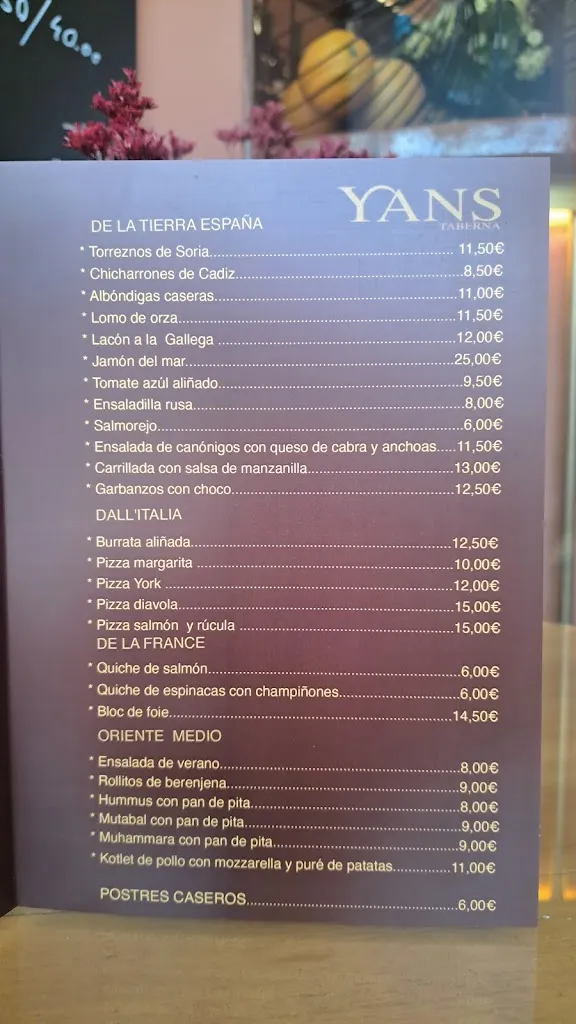 50/40.00
YANS
TABERNA
DE LA TIERRA ESPAÑA
* Torreznos de Soria.......................................................... 11,50€
* Chicharrones de Cadiz.....................................................8,50€
* Albóndigas caseras..........................................................11,00€
* Lomo de orza....................................................................11,50€
* Lacón a la Gallega ..........................................................12,00€
* Jamón del mar..................................................................25,00€
* Tomate azúl aliñado...........................................................9,50€
* Ensaladilla rusa..................................................................8,00€
* Salmorejo...........................................................................6,00€
* Ensalada de canónigos con queso de cabra y anchoas.....11,50€
* Carrillada con salsa de manzanilla....................................13,00€
* Garbanzos con choco.......................................................12,50€
DALL'ITALIA
* Burrata aliñada................................................................12,50€
* Pizza margarita ...............................................................10,00€
* Pizza York .......................................................................12,00€
* Pizza diavola....................................................................15,00€
* Pizza salmón y rúcula .....................................................15,00€
DE LA FRANCE
* Quiche de salmón...............................................................6,00€
* Quiche de espinacas con champiñones.............................6,00€
* Bloc de foie.......................................................................14,50€
ORIENTE MEDIO
* Ensalada de verano............................................................8,00€
* Rollitos de berenjena..........................................................9,00€
* Hummus con pan de pita....................................................8,00€
* Mutabal con pan de pita.....................................................9,00€
* Muhammara con pan de pita..............................................9,00€
* Kotlet de pollo con mozzarella y puré de patatas..............11,00€
POSTRES CASEROS....................................................6,00€